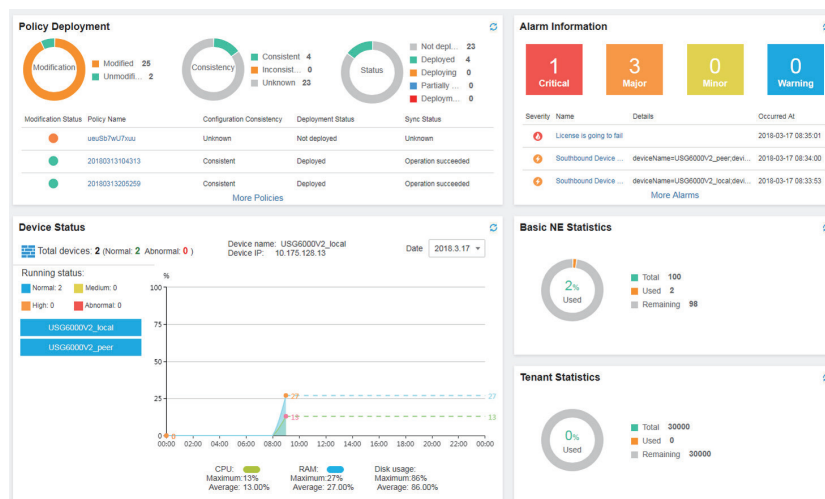 Policy Deployment
Modification
Modified 25
Unmodifi... 2
Consistency
Consistent 4
Inconsist... 0
Unknown 23
Status
Not depl... 23
Deployed 4
Deploying 0
Partially ... 0
Deploym... 0
Modification Status Policy Name Configuration Consistency Deployment Status Sync Status
ueuSb7wU7xuu Unknown Not deployed Unknown
20180313104313 Consistent Deployed Operation succeeded
20180313205259 Consistent Deployed Operation succeeded
More Policies
Alarm Information
1 Critical
3 Major
0 Minor
0 Warning
Severity Name Details Occurred At
License is going to fail 2018-03-17 08:35:01
Southbound Device ... deviceName=USG6000V2_peer;devi... 2018-03-17 08:34:00
Southbound Device ... deviceName=USG6000V2_local;devi... 2018-03-17 08:33:53
More Alarms
Device Status
Total devices: 2 (Normal: 2 Abnormal: 0 )
Device name: USG6000V2_local
Device IP: 10.175.128.13
Date 2018.3.17
Running status:
Normal: 2 Medium: 0
High: 0 Abnormal: 0
USG6000V2_local
USG6000V2_peer
%
100
75
50
25
0
0
27
13
27
13
00:00 02:00 04:00 06:00 08:00 10:00 12:00 14:00 16:00 18:00 20:00 22:00 00:00
CPU:
Maximum:13%
Average: 13.00%
RAM:
Maximum:27%
Average: 27.00%
Disk usage:
Maximum:86%
Average: 86.00%
Basic NE Statistics
2%
Used
Total 100
Used 2
Remaining 98
Tenant Statistics
0%
Used
Total 30000
Used 0
Remaining 30000